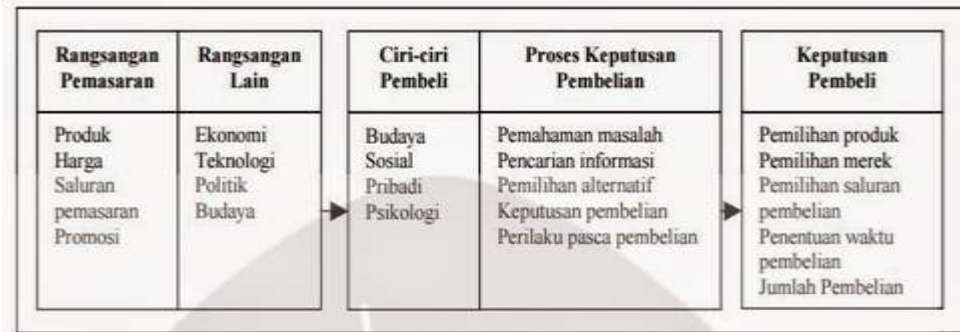 Rangsangan
Pemasaran
Produk
Harga
Saluran
pemasaran
Promosi
Rangsangan
Lain
Ekonomi
Teknologi
Politik
Budaya
Ciri-ciri
Pembeli
Budaya
Sosial
Pribadi
Psikologi
Proses Keputusan
Pembelian
Pemahaman masalah
Pencarian informasi
Pemilihan alternatif
Keputusan pembelian
Perilaku pasca pembelian
Keputusan
Pembeli
Pemilihan produk
Pemilihan merek
Pemilihan saluran
pembelian
Penentuan waktu
pembelian
Jumlah Pembelian